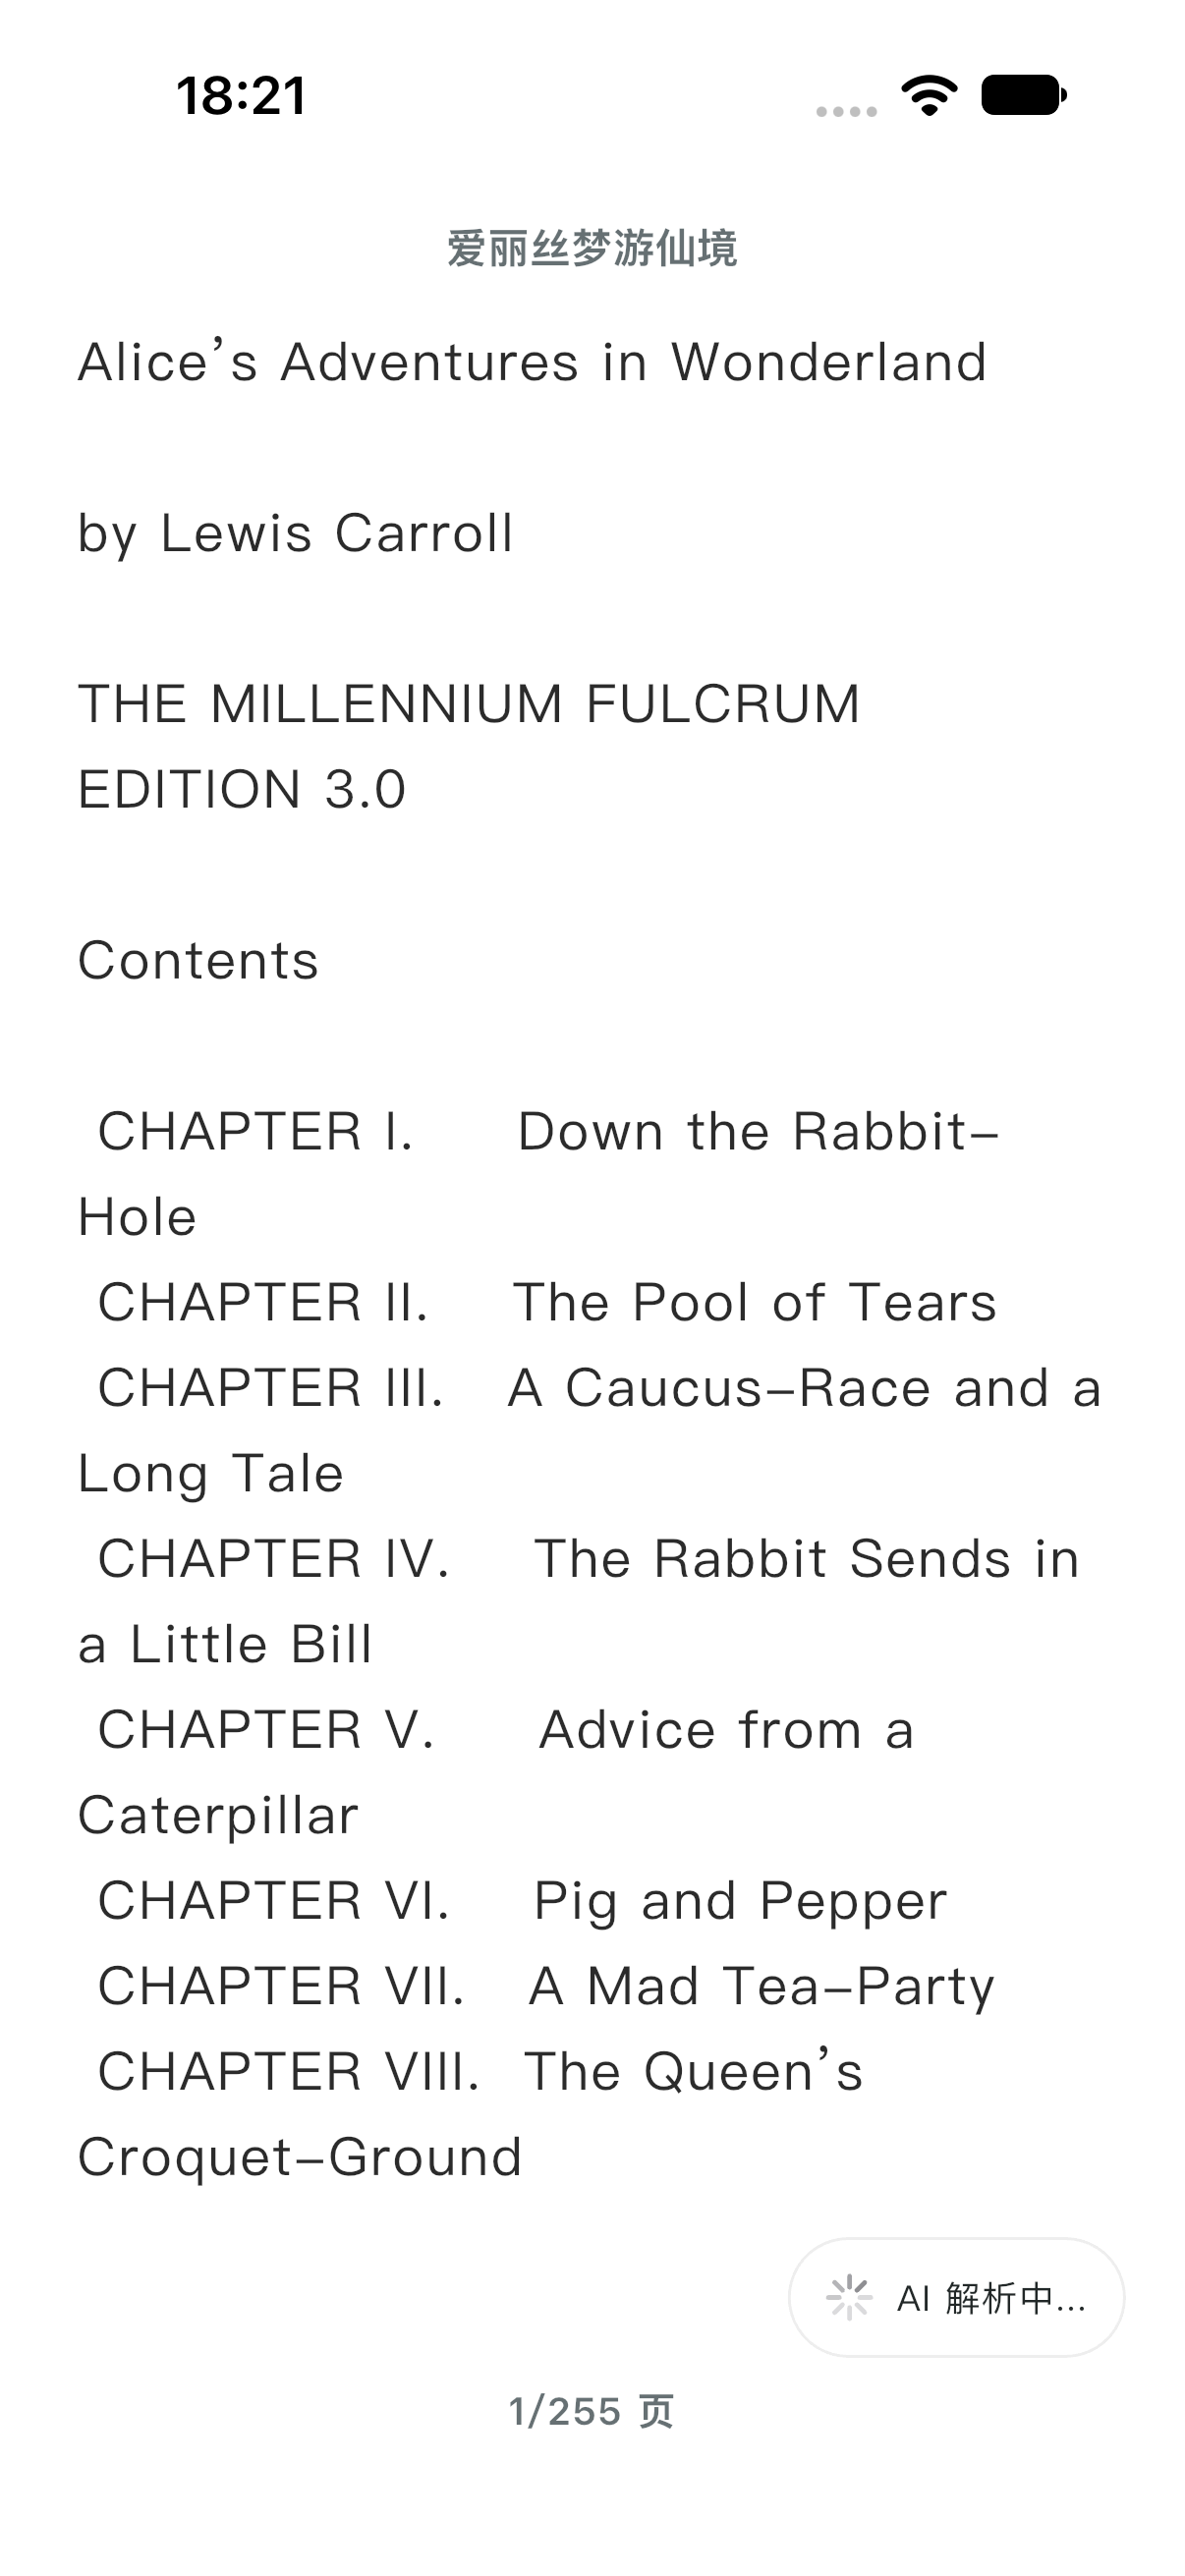 18:21
爱丽丝梦游仙境
Alice’s Adventures in Wonderland
by Lewis Carroll
THE MILLENNIUM FULCRUM
EDITION 3.0
Contents
CHAPTER I. Down the Rabbit-
Hole
CHAPTER II. The Pool of Tears
CHAPTER III. A Caucus-Race and a
Long Tale
CHAPTER IV. The Rabbit Sends in
a Little Bill
CHAPTER V. Advice from a
Caterpillar
CHAPTER VI. Pig and Pepper
CHAPTER VII. A Mad Tea-Party
CHAPTER VIII. The Queen’s
Croquet-Ground
AI 解析中...
1/255 页